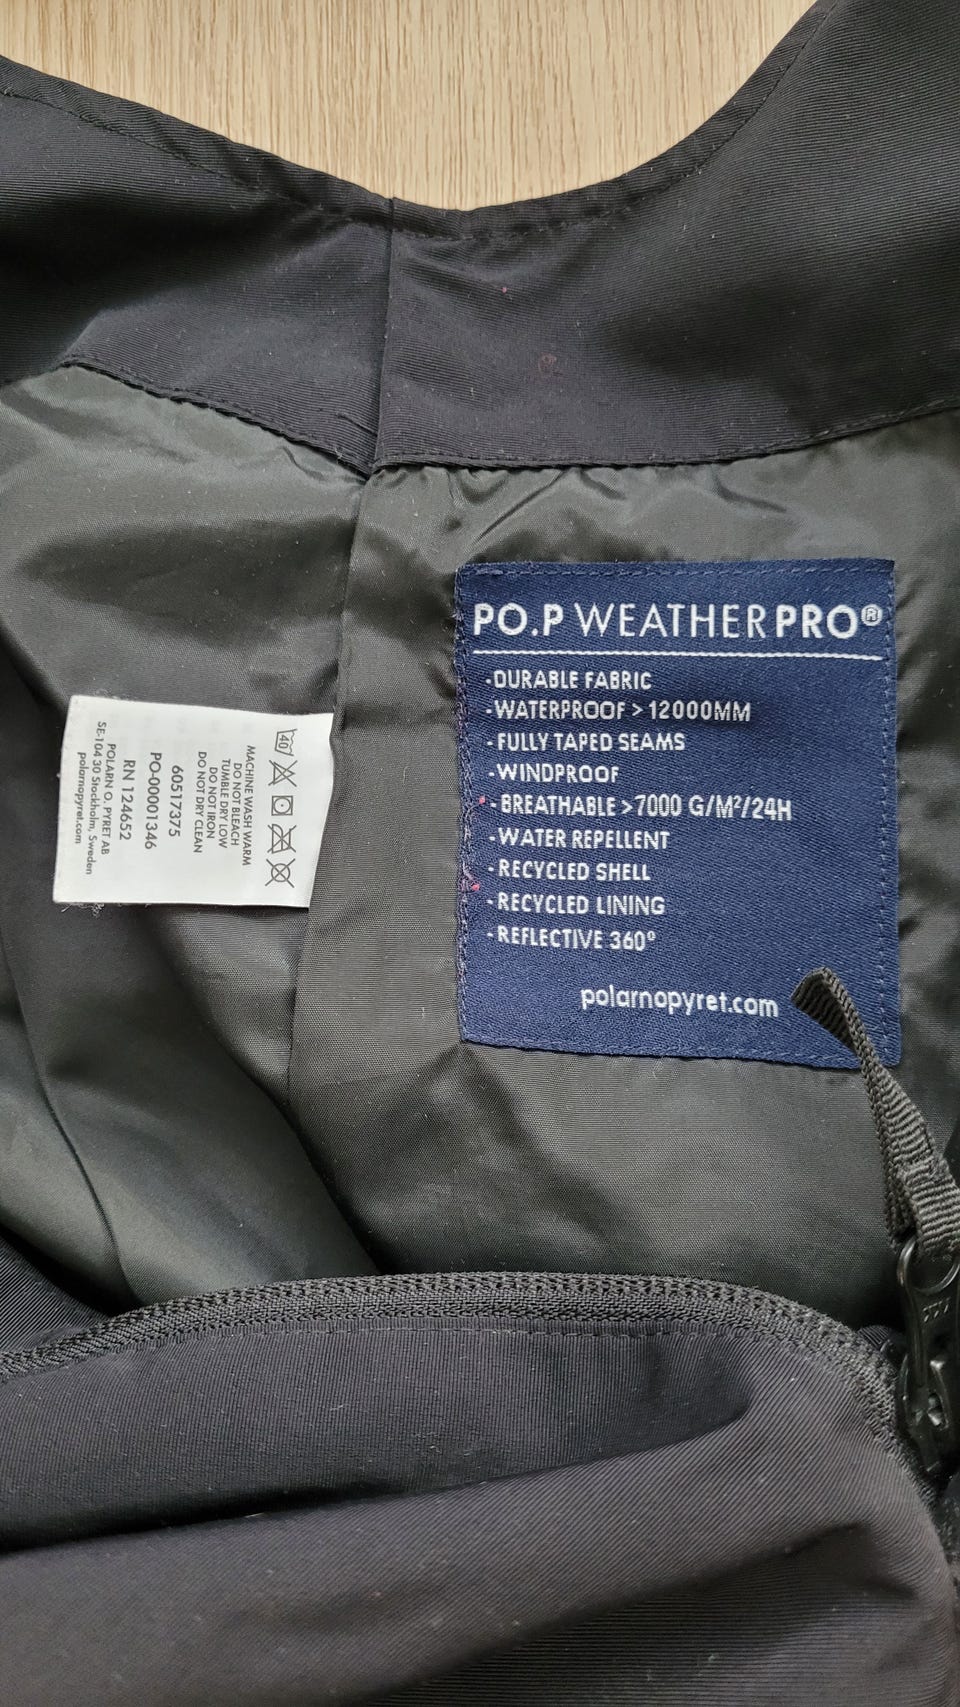 PO.P WEATHERPRO®
-DURABLE FABRIC
-WATERPROOF > 12000MM
-FULLY TAPED SEAMS
-WINDPROOF
-BREATHABLE >7000 G/M²/24H
-WATER REPELLENT
-RECYCLED SHELL
-RECYCLED LINING
-REFLECTIVE 360°
polarnopyret.com
40
MACHINE WASH WARM
DO NOT BLEACH
TUMBLE DRY LOW
DO NOT IRON
DO NOT DRY CLEAN
60517375
PO-00001346
RN 124652
POLARN O. PYRET AB
SE-104 30 Stockholm, Sweden
polarnopyret.com